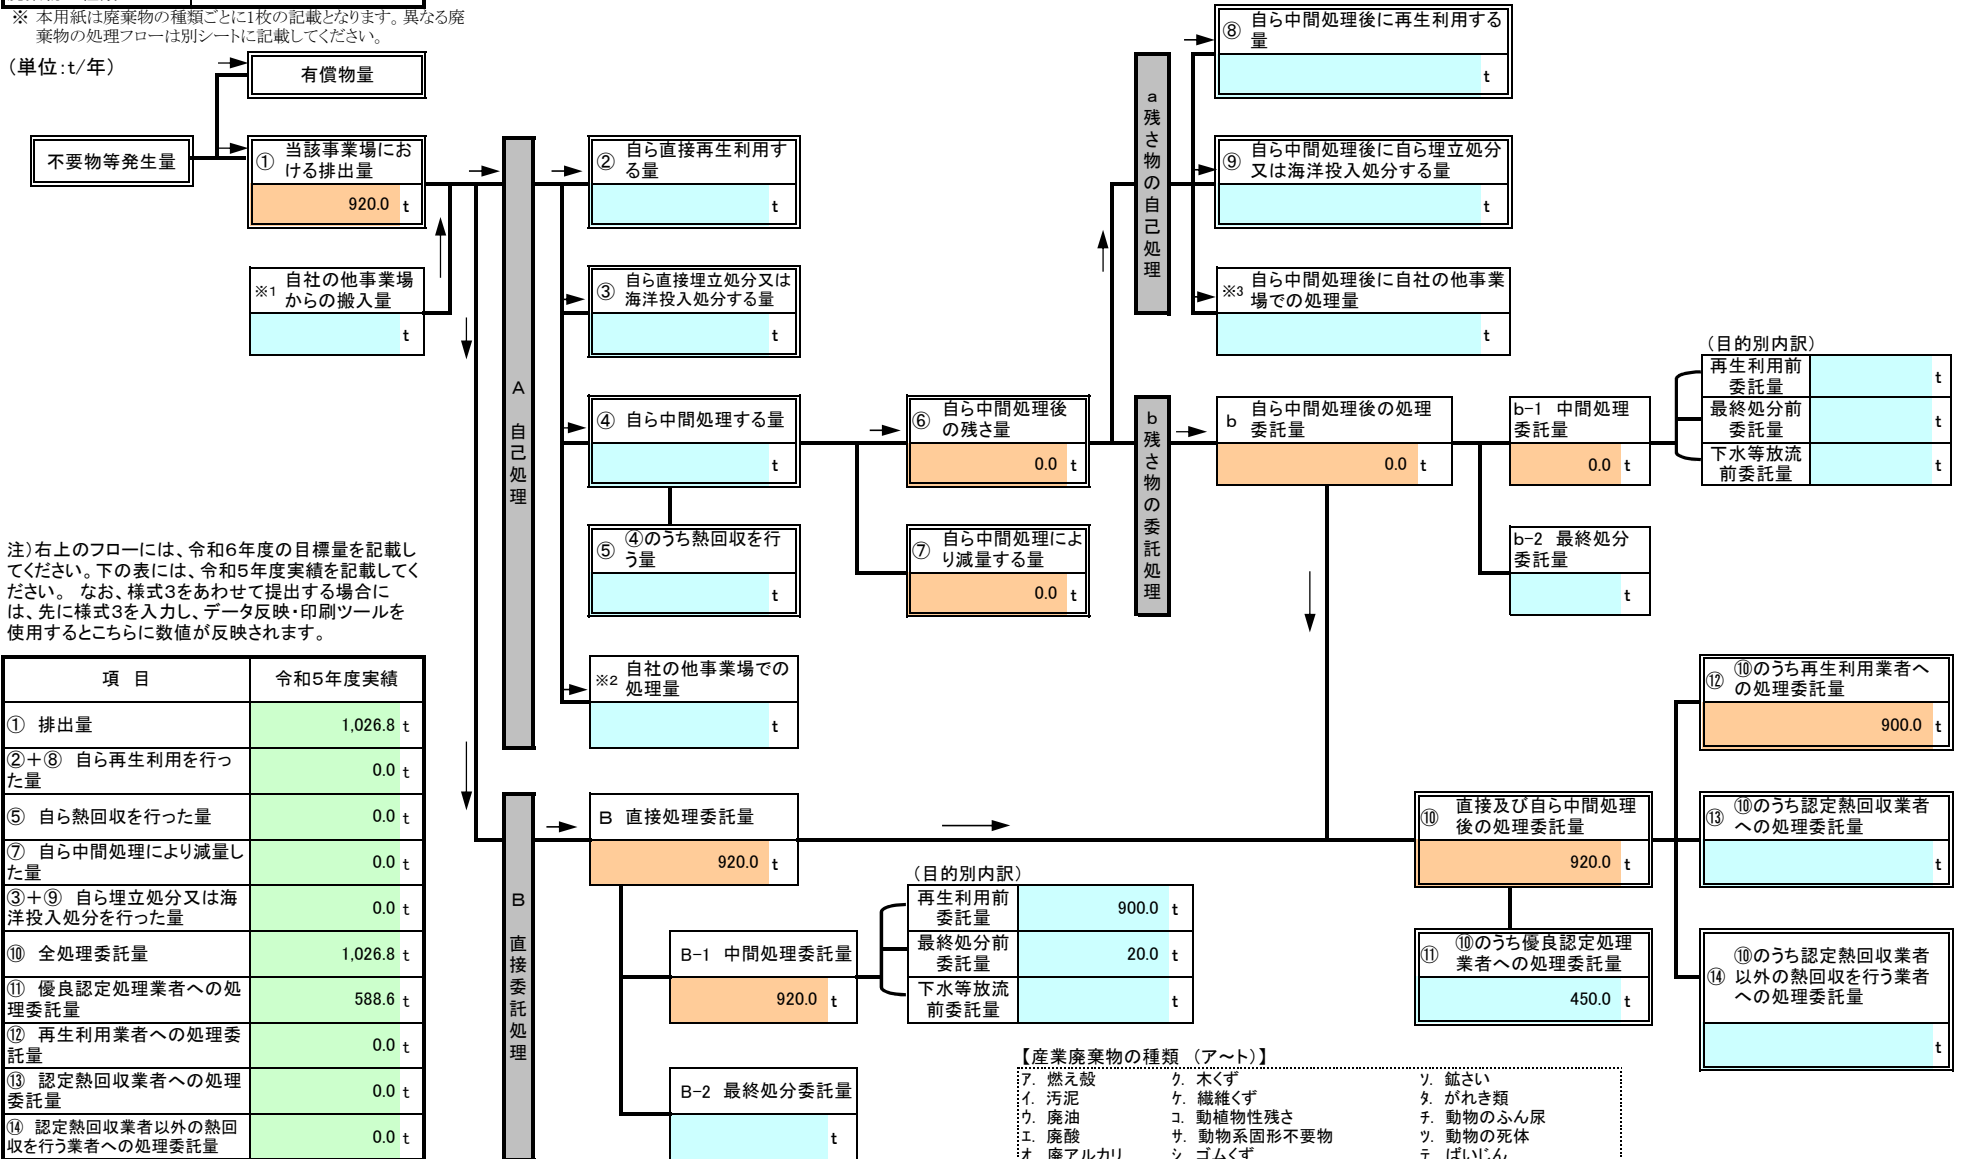 ※ 本用紙は廃棄物の種類ごとに1枚の記載となります。異なる廃
棄物の処理フローは別シートに記載してください。
（単位:t/年）
有償物量
不要物等発生量
① 当該事業場にお
ける排出量
920.0 t
※1 自社の他事業場
からの搬入量
t
A 自己処理
② 自ら直接再生利用す
る量
t
③ 自ら直接埋立処分又は
海洋投入処分する量
t
④ 自ら中間処理する量
t
⑤ ④のうち熱回収を行
う量
t
※2 自社の他事業場での
処理量
t
⑥ 自ら中間処理後
の残さ量
0.0 t
⑦ 自ら中間処理によ
り減量する量
0.0 t
a残さ物の自己処理
⑧ 自ら中間処理後に再生利用する
量
t
⑨ 自ら中間処理後に自ら埋立処分
又は海洋投入処分する量
t
※3 自ら中間処理後に自社の他事業
場での処理量
t
b残さ物の委託処理
b 自ら中間処理後の処理
委託量
0.0 t
b-1 中間処理
委託量
0.0 t
（目的別内訳）
再生利用前
委託量
t
最終処分前
委託量
t
下水等放流
前委託量
t
b-2 最終処分
委託量
t
注）右上のフローには、令和６年度の目標量を記載し
てください。下の表には、令和５年度実績を記載してく
ださい。 なお、様式３をあわせて提出する場合に
は、先に様式３を入力し、データ反映・印刷ツールを
使用するとこちらに数値が反映されます。
項 目 令和５年度実績
① 排出量 1,026.8 t
②＋⑧ 自ら再生利用を行っ
た量 0.0 t
⑤ 自ら熱回収を行った量 0.0 t
⑦ 自ら中間処理により減量し
た量 0.0 t
③＋⑨ 自ら埋立処分又は海
洋投入処分を行った量 0.0 t
⑩ 全処理委託量 1,026.8 t
⑪ 優良認定処理業者への処
理委託量 588.6 t
⑫ 再生利用業者への処理委
託量 0.0 t
⑬ 認定熱回収業者への処理
委託量 0.0 t
⑭ 認定熱回収業者以外の熱回
収を行う業者への処理委託量 0.0 t
B 直接委託処理
B 直接処理委託量
920.0 t
B-1 中間処理委託量
920.0 t
（目的別内訳）
再生利用前
委託量
900.0 t
最終処分前
委託量
20.0 t
下水等放流
前委託量
t
B-2 最終処分委託量
t
⑩ 直接及び自ら中間処理
後の処理委託量
920.0 t
⑪ ⑩のうち優良認定処理
業者への処理委託量
450.0 t
⑫ ⑩のうち再生利用業者へ
の処理委託量
900.0 t
⑬ ⑩のうち認定熱回収業者
への処理委託量
t
⑭ ⑩のうち認定熱回収業者
以外の熱回収を行う業者
への処理委託量
t
【産業廃棄物の種類 （ア～ト）】
ア. 燃え殻 ク. 木くず ソ. 鉱さい
イ. 汚泥 ケ. 繊維くず タ. がれき類
ウ. 廃油 コ. 動植物性残さ チ. 動物のふん尿
エ. 廃酸 サ. 動物系固形不要物 ツ. 動物の死体
オ. 廃アルカリ シ. ゴムくず テ. ばいじん